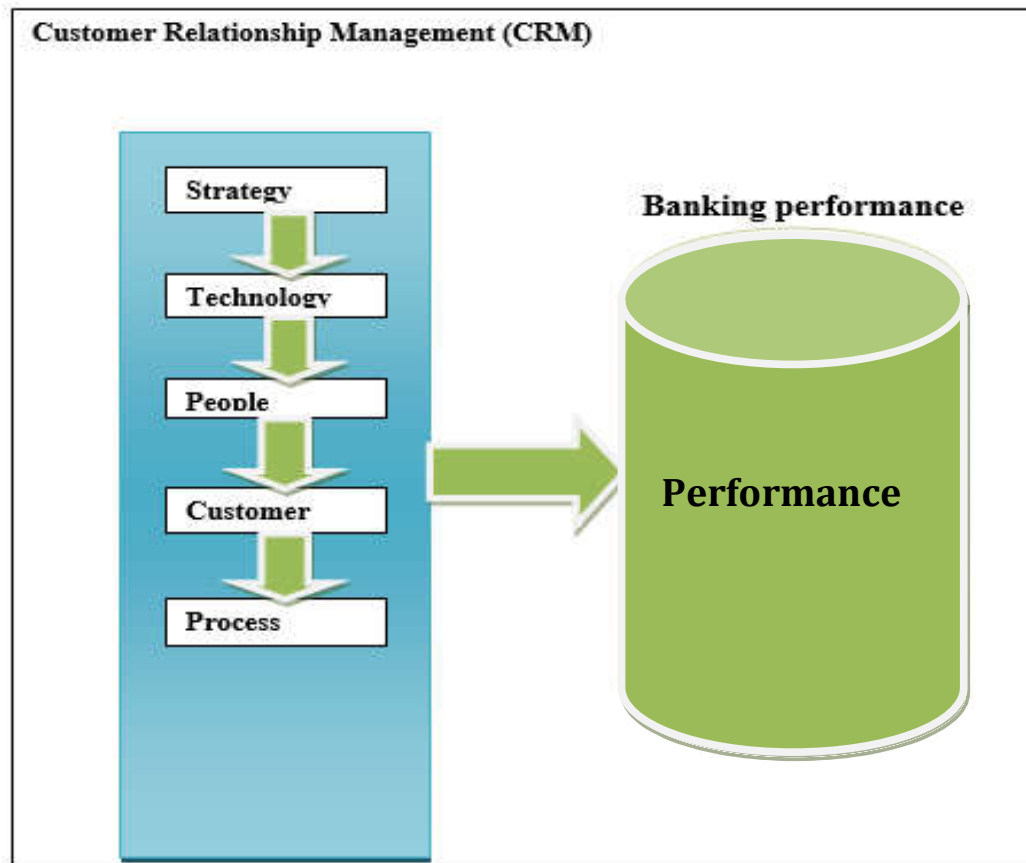 Customer Relationship Management (CRM)
Strategy
Technology
People
Customer
Process
Banking performance
Performance